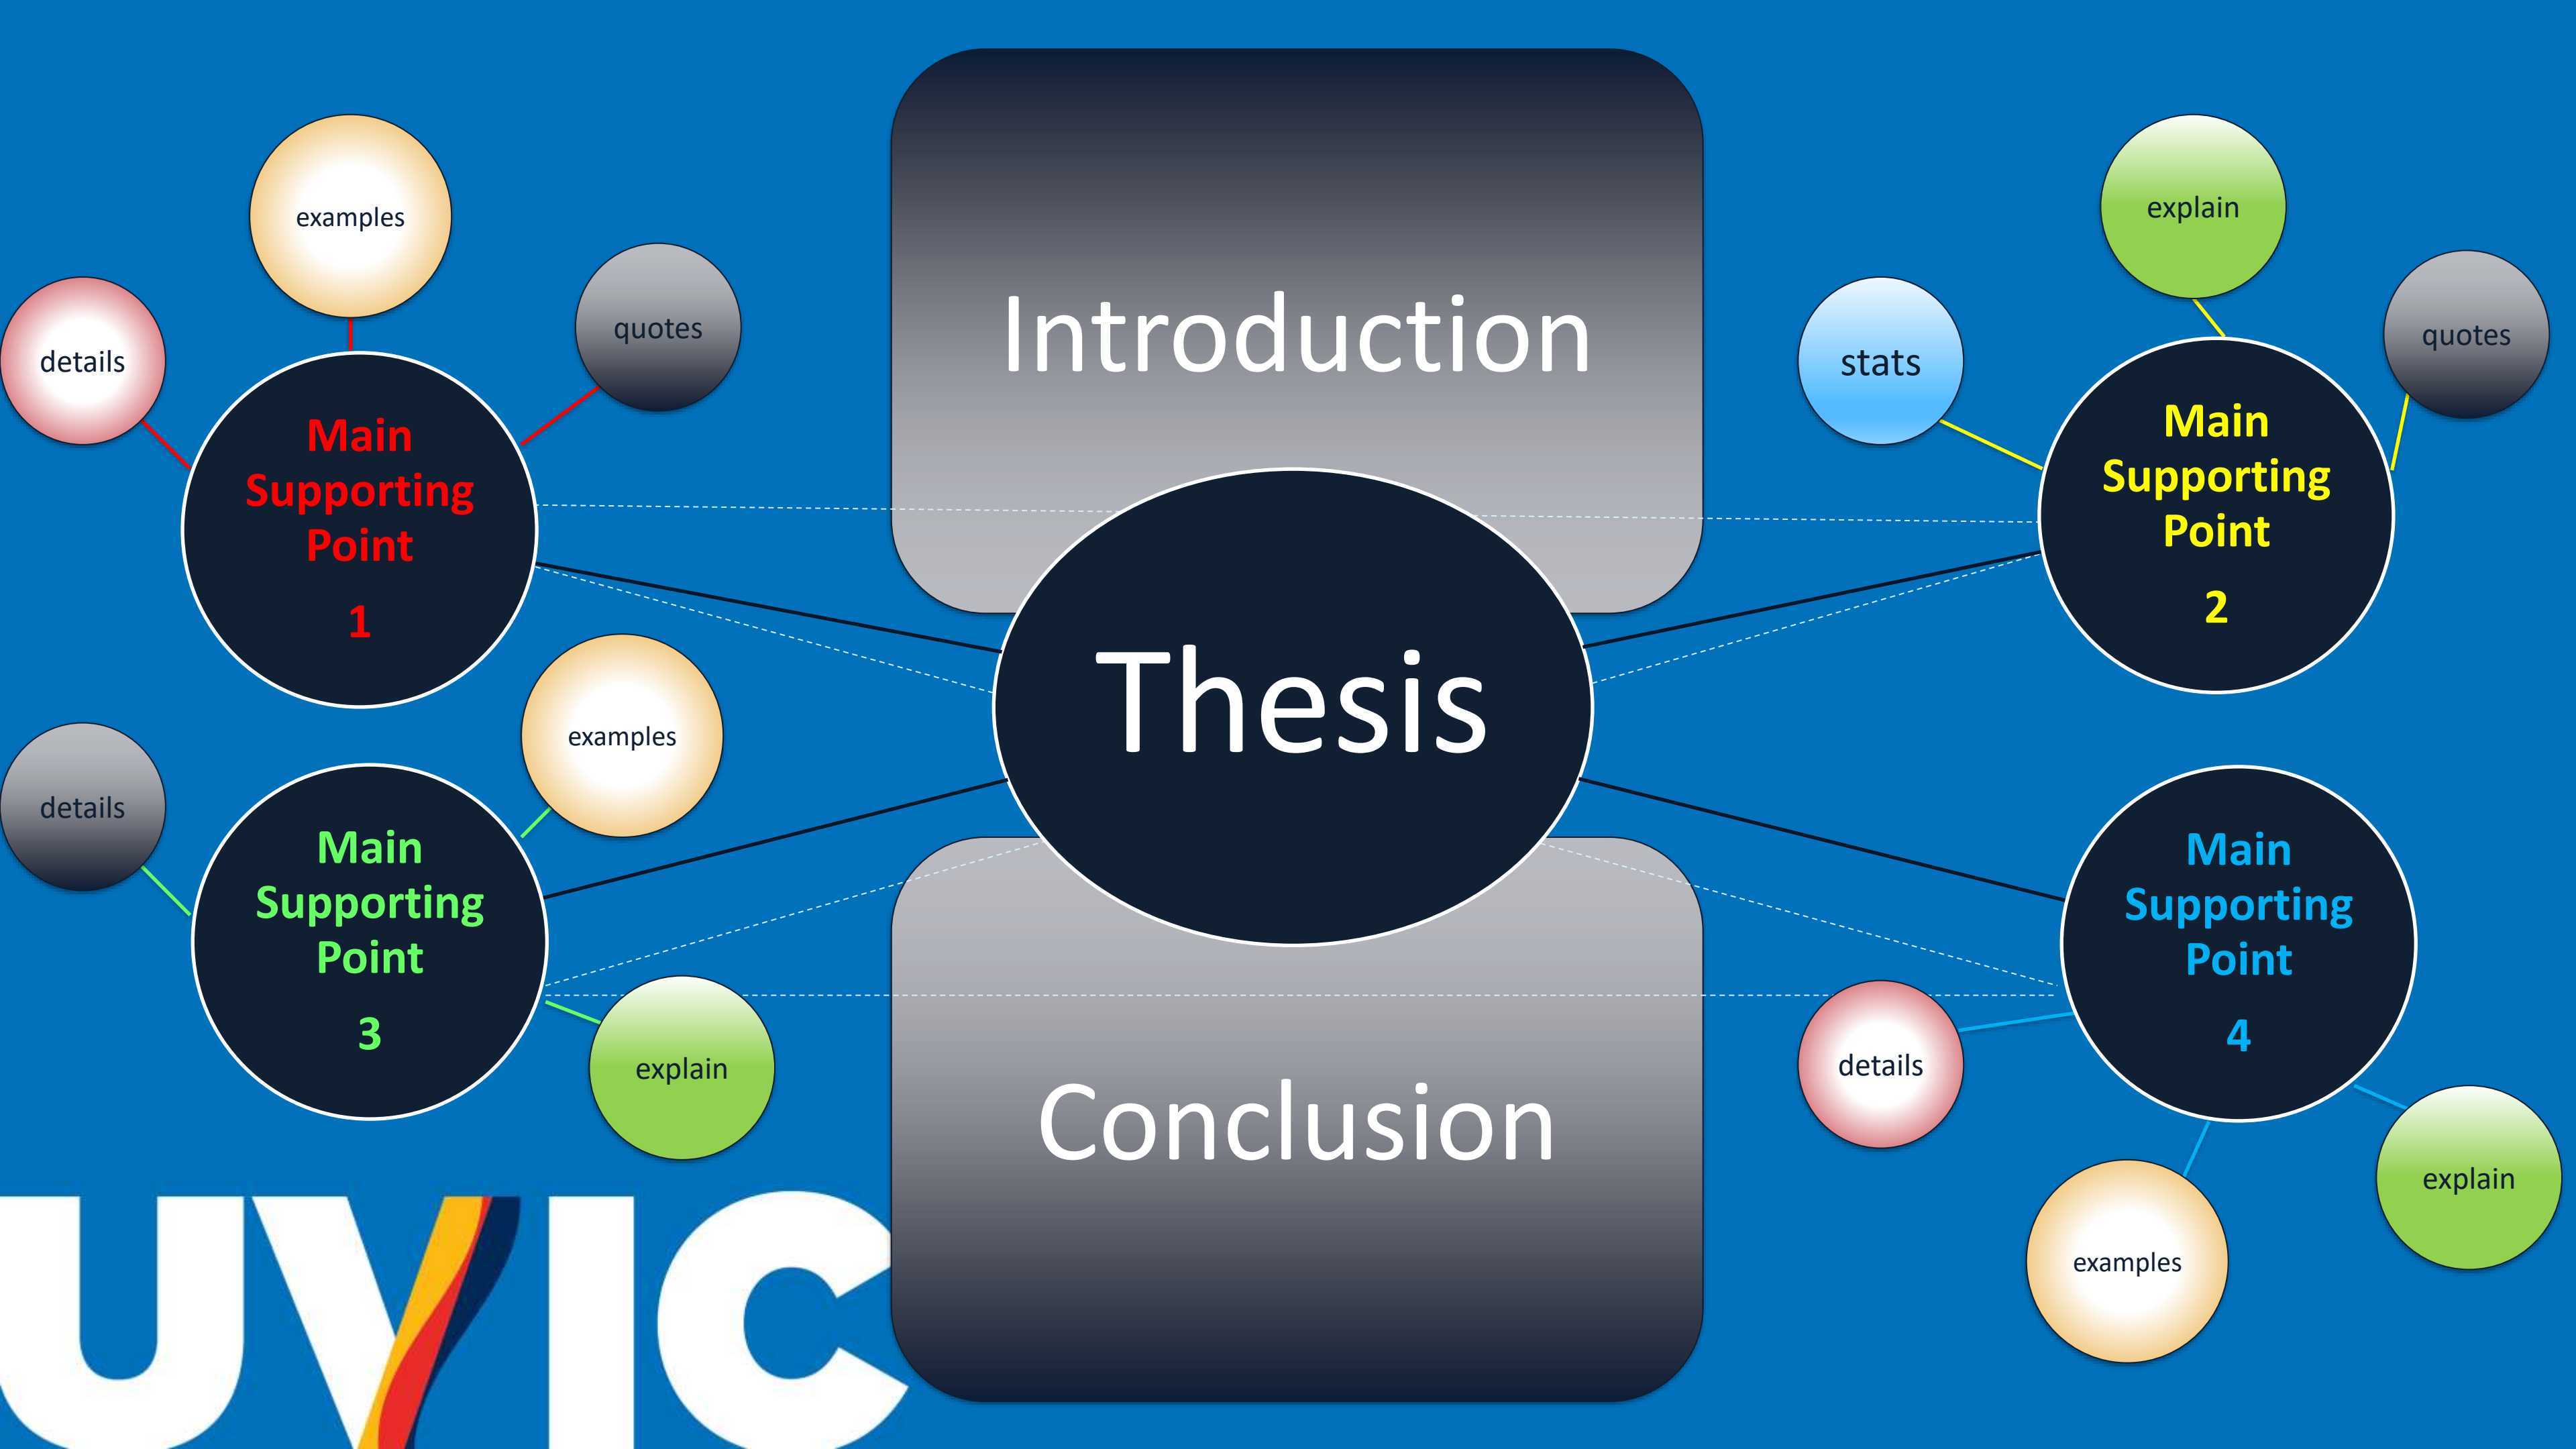 Introduction
Thesis
Conclusion
examples
details
quotes
Main
Supporting
Point
1
explain
stats
quotes
Main
Supporting
Point
2
examples
details
Main
Supporting
Point
3
explain
Main
Supporting
Point
4
details
explain
examples
UVIC